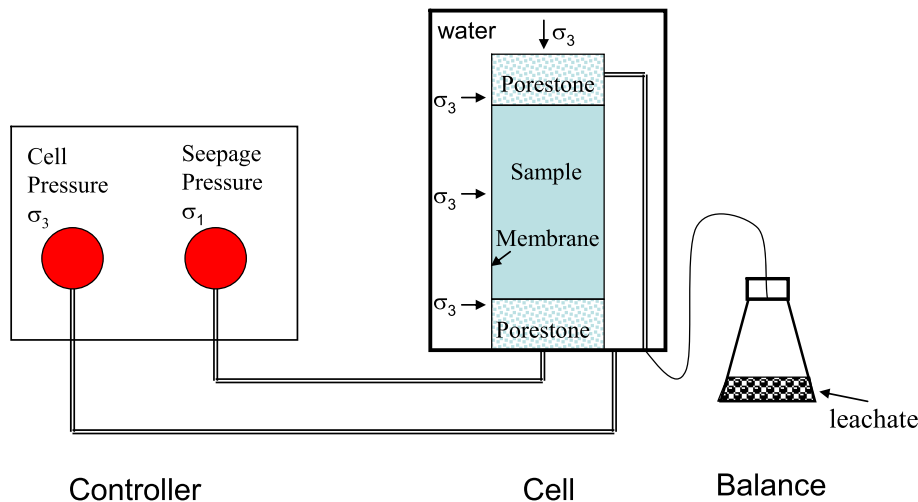 water
σ3
Porestone
σ3
Cell
Pressure
σ3
Seepage
Pressure
σ1
Sample
σ3
Membrane
σ3
Porestone
leachate
Controller
Cell
Balance